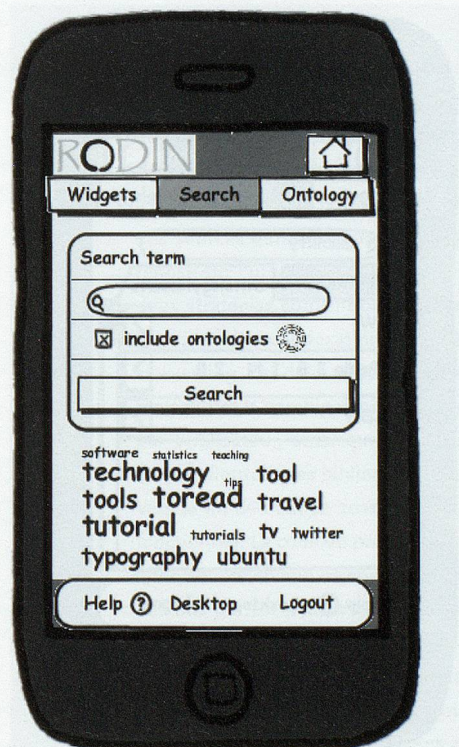 RODIN
Widgets Search Ontology
Search term
include ontologies
Search
software statistics teaching
technology tips tool
tools toread travel
tutorial tutorials tv twitter
typography ubuntu
Help ? Desktop Logout